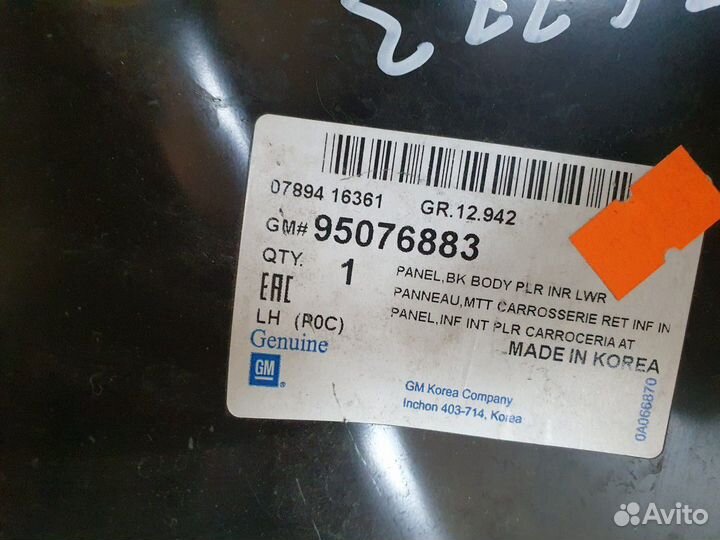 07894 16361 GR.12.942
GM# 95076883
QTY. 1
PANEL,BK BODY PLR INR LWR
PANNEAU,MTT CARROSSERIE RET INF IN
PANEL,INF INT PLR CARROCERIA AT
EAC
LH (P0C)
MADE IN KOREA
Genuine
GM
GM Korea Company
Inchon 403-714, Korea
0A066870
Avito